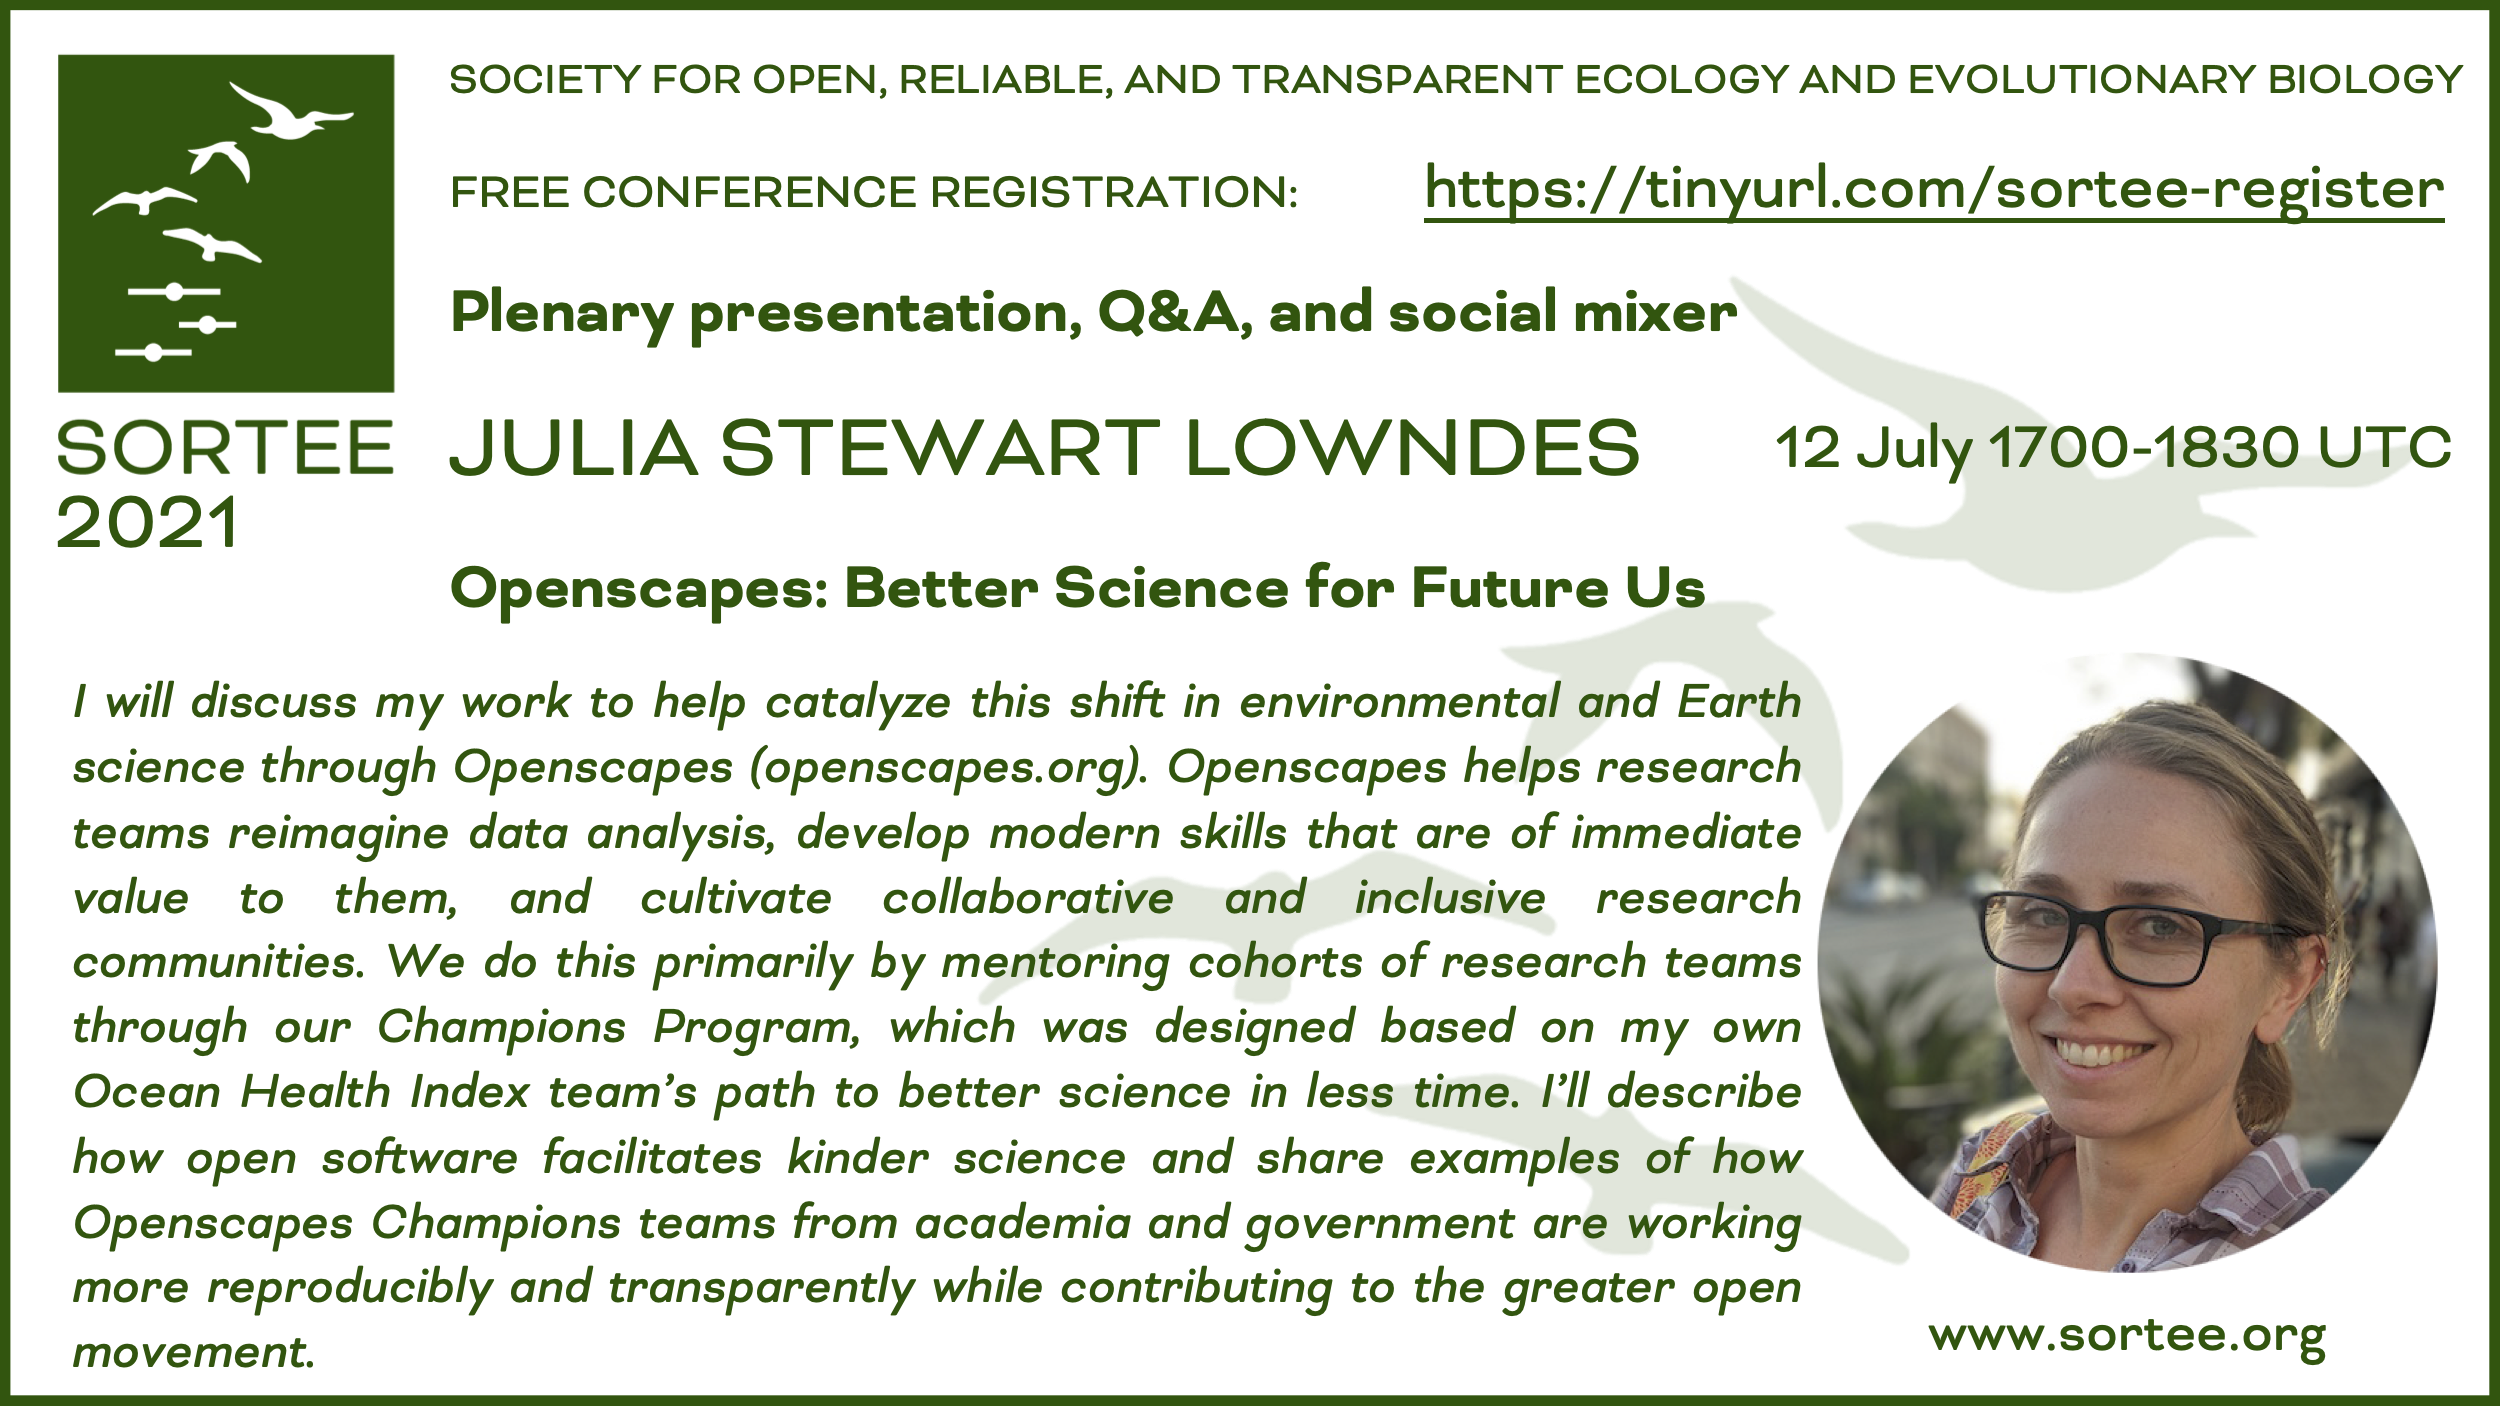 SOCIETY FOR OPEN, RELIABLE, AND TRANSPARENT ECOLOGY AND EVOLUTIONARY BIOLOGY
FREE CONFERENCE REGISTRATION: https://tinyurl.com/sortee-register
Plenary presentation, Q&A, and social mixer
SORTEE
2021
JULIA STEWART LOWNDES 12 July 1700-1830 UTC
Openscapes: Better Science for Future Us
I will discuss my work to help catalyze this shift in environmental and Earth
science through Openscapes (openscapes.org). Openscapes helps research
teams reimagine data analysis, develop modern skills that are of immediate
value to them, and cultivate collaborative and inclusive research
communities. We do this primarily by mentoring cohorts of research teams
through our Champions Program, which was designed based on my own
Ocean Health Index team’s path to better science in less time. I’ll describe
how open software facilitates kinder science and share examples of how
Openscapes Champions teams from academia and government are working
more reproducibly and transparently while contributing to the greater open
movement.
www.sortee.org